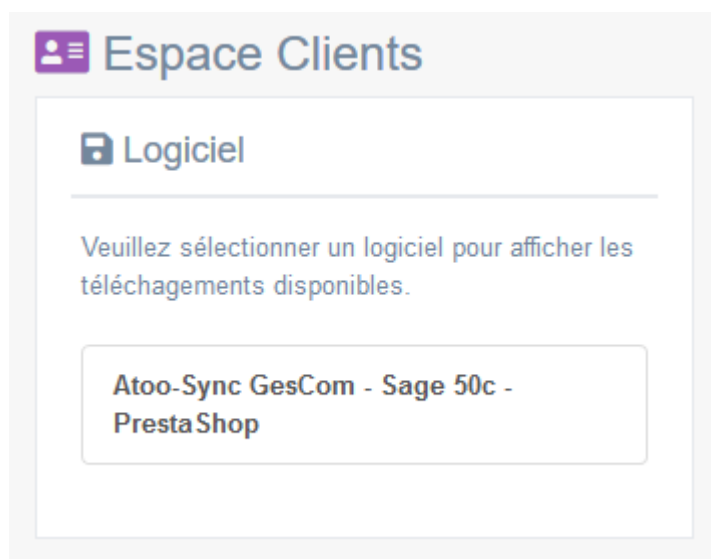 Espace Clients
Logiciel
Veuillez sélectionner un logiciel pour afficher les
téléchagements disponibles.
Atoo-Sync GesCom - Sage 50c -
PrestaShop